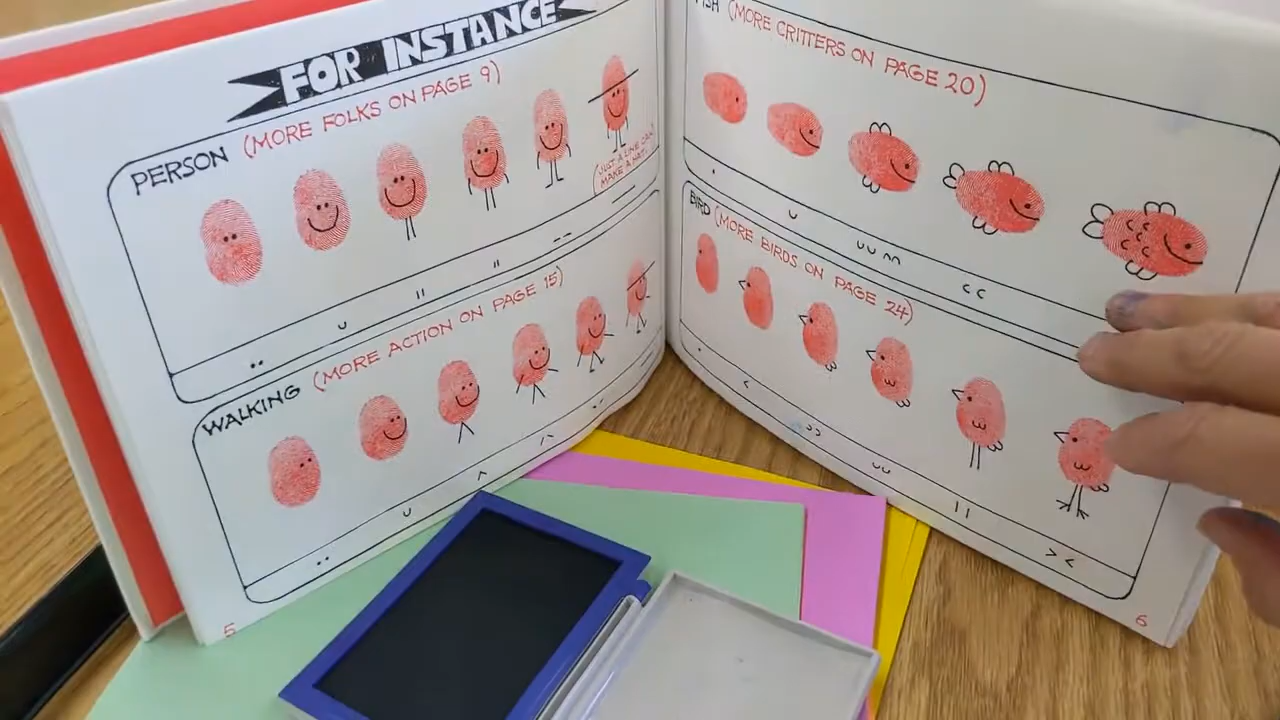 FOR INSTANCE
PERSON (MORE FOLKS ON PAGE 9)
(JUST A LINE CAN
MAKE A HAT)
WALKING (MORE ACTION ON PAGE 15)
5
FISH (MORE CRITTERS ON PAGE 20)
BIRD (MORE BIRDS ON PAGE 24)
6